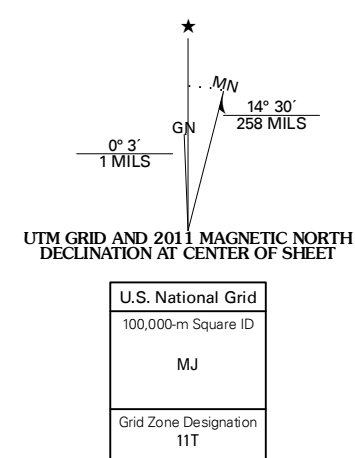 ★
MN
14° 30´
258 MILS
GN
0° 3´
1 MILS
UTM GRID AND 2011 MAGNETIC NORTH
DECLINATION AT CENTER OF SHEET
U.S. National Grid
100,000-m Square ID
MJ
Grid Zone Designation
11T